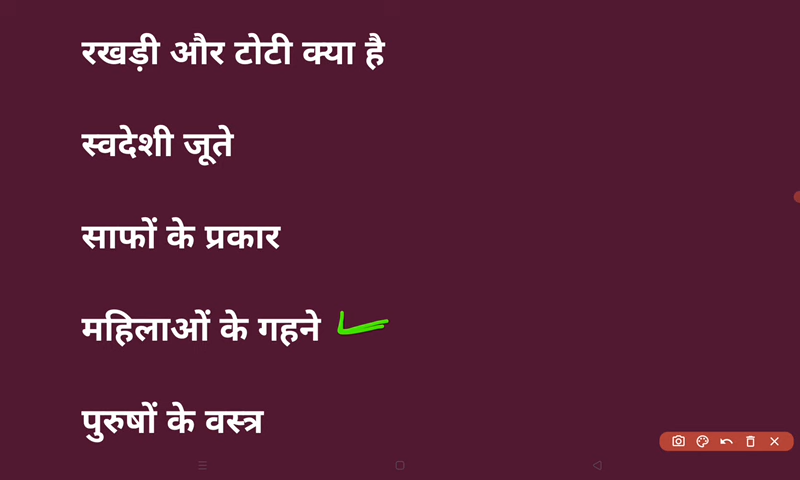 रखड़ी और टोटी क्या है
स्वदेशी जूते
साफों के प्रकार
महिलाओं के गहने
पुरुषों के वस्त्र